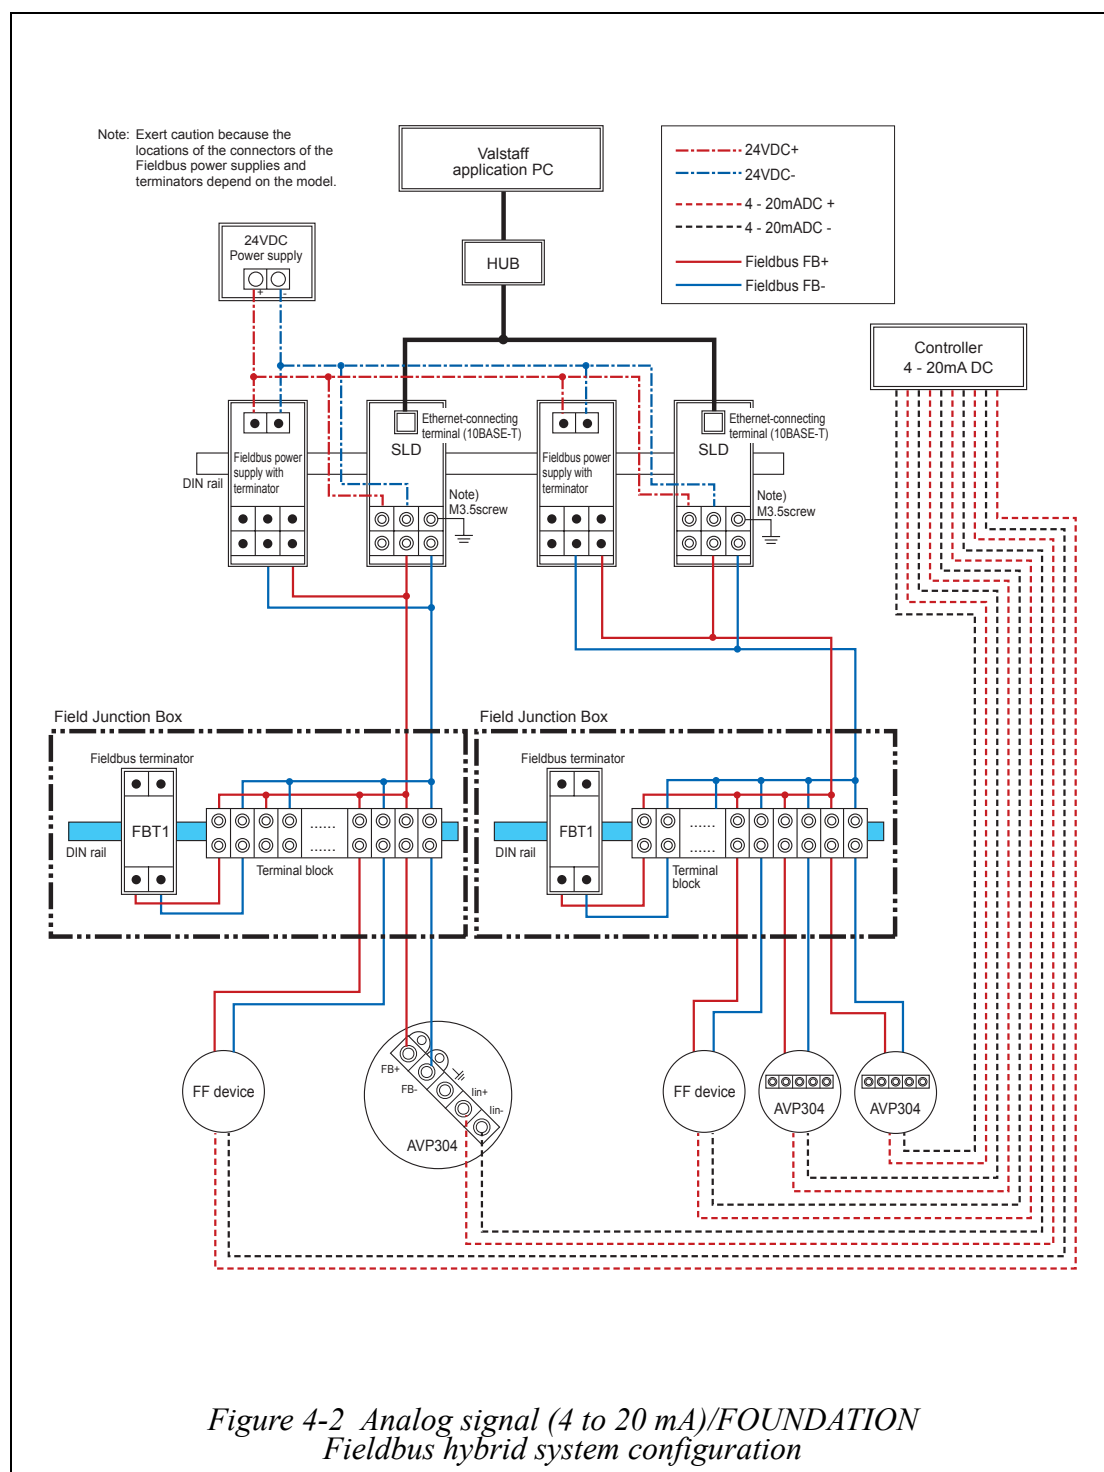 Note: Exert caution because the
locations of the connectors of the
Fieldbus power supplies and
terminators depend on the model.
Valstaff
application PC
24VDC+
24VDC-
4 - 20mADC +
4 - 20mADC -
Fieldbus FB+
Fieldbus FB-
24VDC
Power supply
+ -
HUB
Controller
4 - 20mA DC
Fieldbus power
supply with
terminator
DIN rail
Ethernet-connecting
terminal (10BASE-T)
SLD
Note)
M3.5screw
Fieldbus power
supply with
terminator
Ethernet-connecting
terminal (10BASE-T)
SLD
Note)
M3.5screw
Field Junction Box
Fieldbus terminator
FBT1
DIN rail
......
......
Terminal block
Field Junction Box
Fieldbus terminator
FBT1
DIN rail
......
......
Terminal
block
FF device
FB+
FB-
Iin+
Iin-
AVP304
FF device
AVP304
AVP304
Figure 4-2 Analog signal (4 to 20 mA)/FOUNDATION
Fieldbus hybrid system configuration